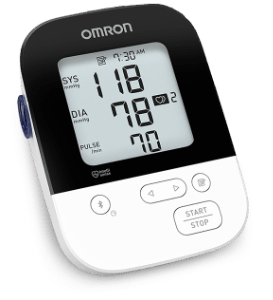 OMRON
7:30 AM
SYS
mmHg
118
DIA
mmHg
78
2
PULSE
/min
70
START
STOP